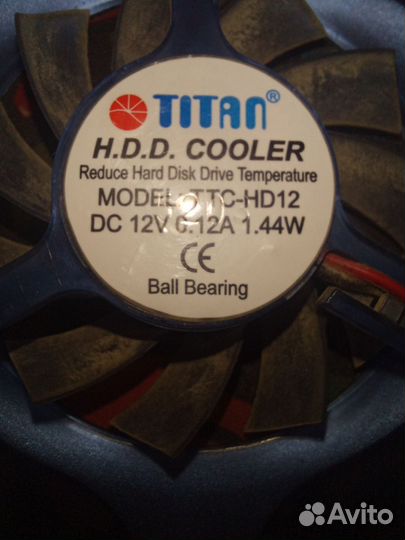 TITAN®
H.D.D. COOLER
Reduce Hard Disk Drive Temperature
MODEL: TTC-HD12
DC 12V 0.12A 1.44W
CE
Ball Bearing
Avito